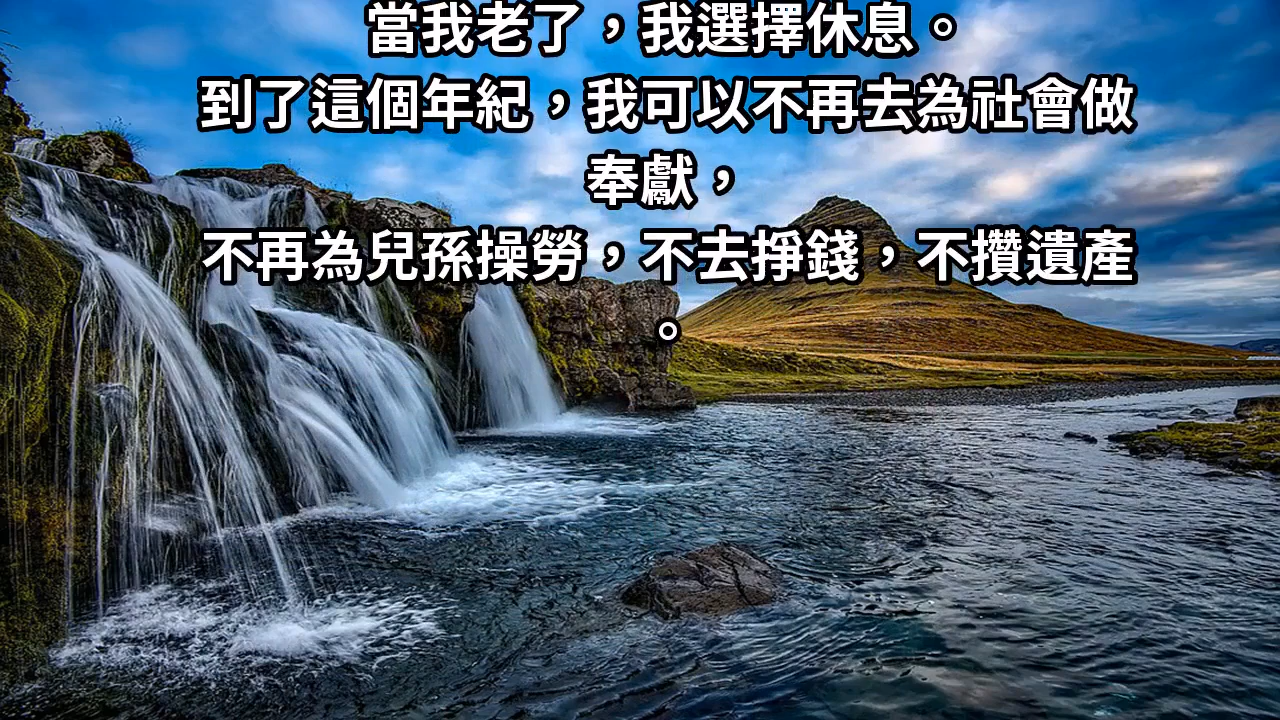 當我老了，我選擇休息。
到了這個年紀，我可以不再去為社會做
奉獻，
不再為兒孫操勞，不去掙錢，不攢遺產
。